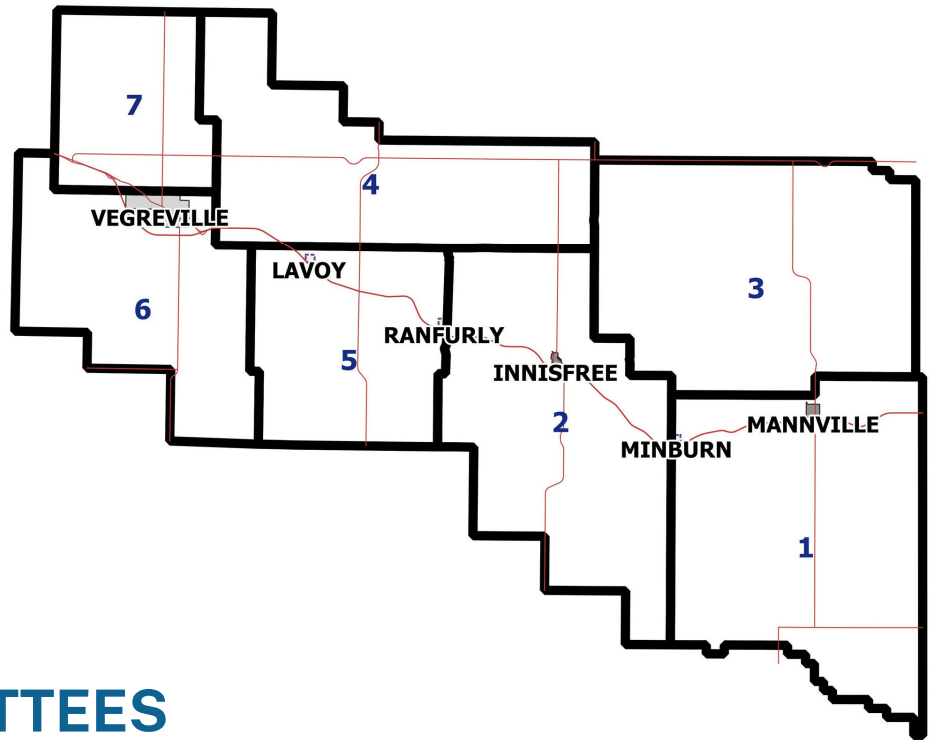 7
4
VEGREVILLE
LAVOY
3
6
RANFURLY
5
INNISFREE
2
MANNVILLE
MINBURN
1
TTEES